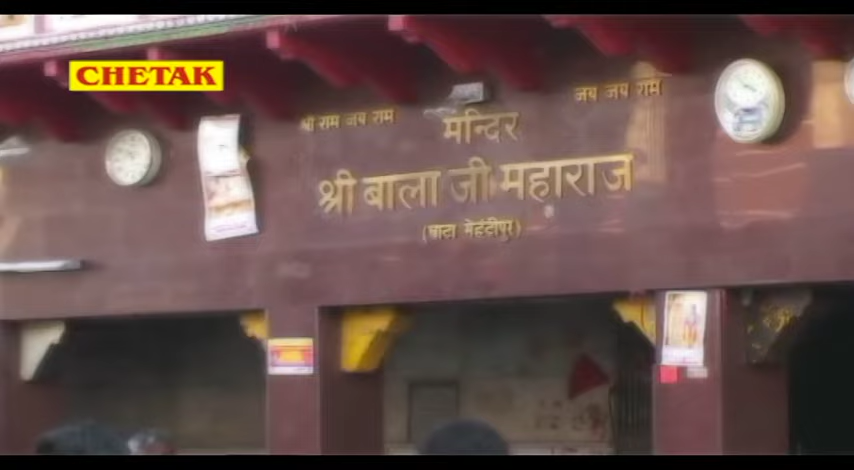 CHETAK
श्री राम जय राम
जय जय राम
मन्दिर
श्री बाला जी महाराज
(घाटा मेहंदीपुर)